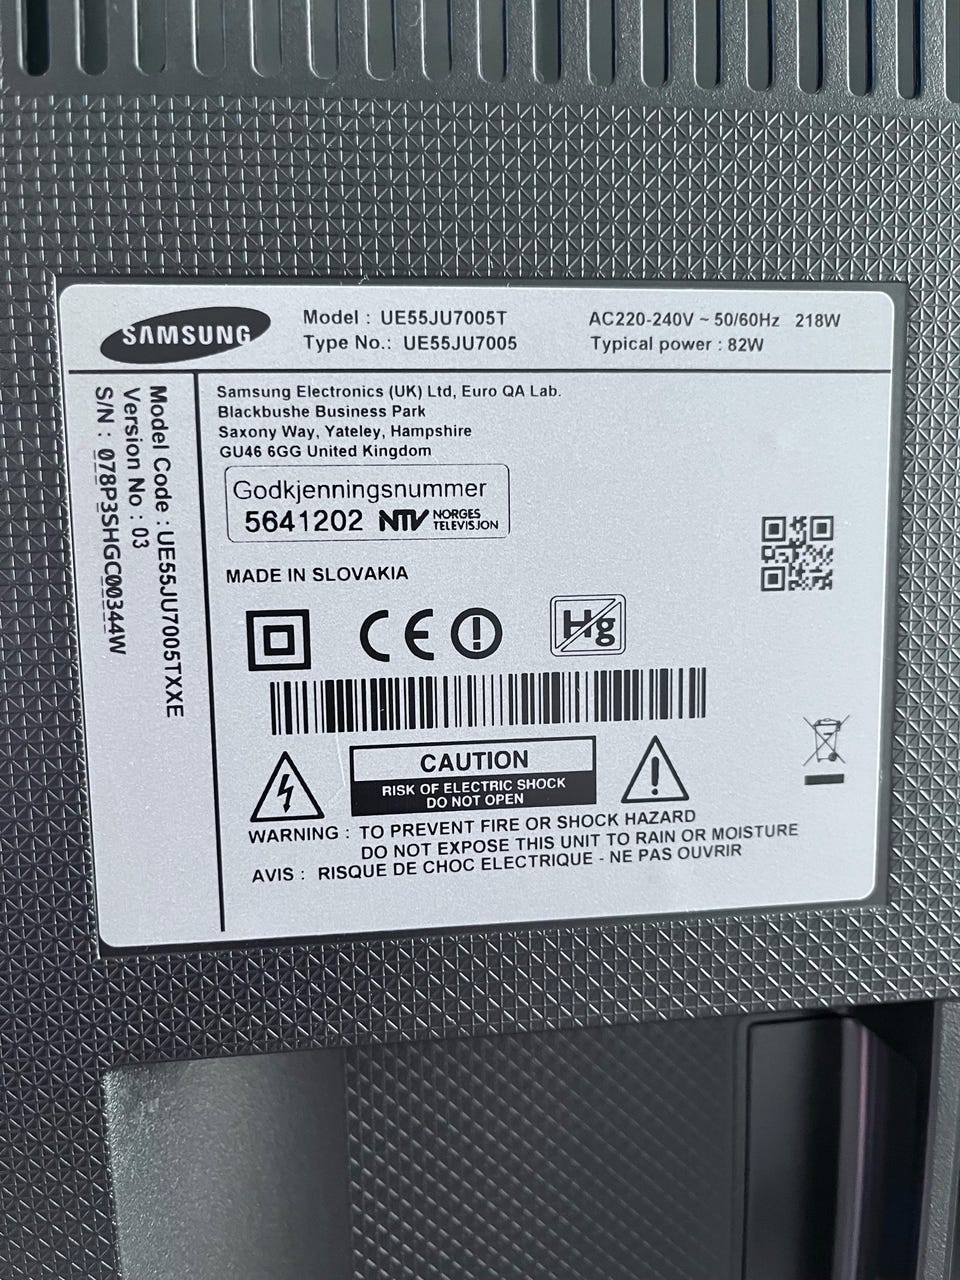 SAMSUNG
Model : UE55JU7005T
Type No.: UE55JU7005
AC220-240V ~ 50/60Hz 218W
Typical power : 82W
Model Code : UE55JU7005TXXE
Version No : 03
S/N : 078P3SHGC00344W
Samsung Electronics (UK) Ltd, Euro QA Lab.
Blackbushe Business Park
Saxony Way, Yateley, Hampshire
GU46 6GG United Kingdom
Godkjenningsnummer
5641202 NTV NORGES
TELEVISJON
MADE IN SLOVAKIA
CE Hg
CAUTION
RISK OF ELECTRIC SHOCK
DO NOT OPEN
WARNING : TO PREVENT FIRE OR SHOCK HAZARD
DO NOT EXPOSE THIS UNIT TO RAIN OR MOISTURE
AVIS : RISQUE DE CHOC ELECTRIQUE - NE PAS OUVRIR